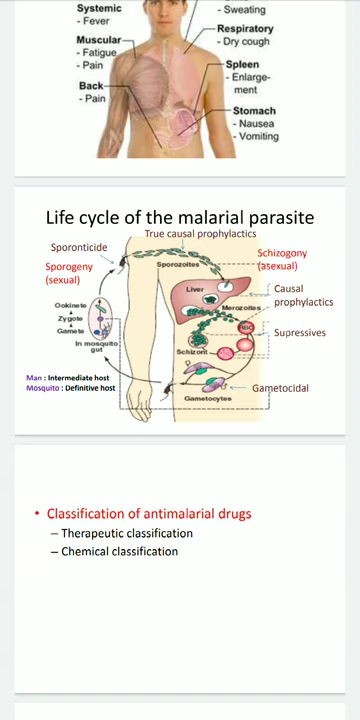 Systemic
- Fever
Muscular
- Fatigue
- Pain
Back
- Pain
- Sweating
Respiratory
- Dry cough
Spleen
- Enlarge-
ment
Stomach
- Nausea
- Vomiting
Life cycle of the malarial parasite
True causal prophylactics
Sporonticide
Sporogeny
(sexual)
Sporozoites
Schizogony
(asexual)
Liver
Causal
prophylactics
Merozoites
Ookinete
Zygote
Gamete
In mosquito
gut
RBC
Supressives
Schizont
Man : Intermediate host
Mosquito : Definitive host
♀
♂
Gametocidal
Gametocytes
• Classification of antimalarial drugs
– Therapeutic classification
– Chemical classification